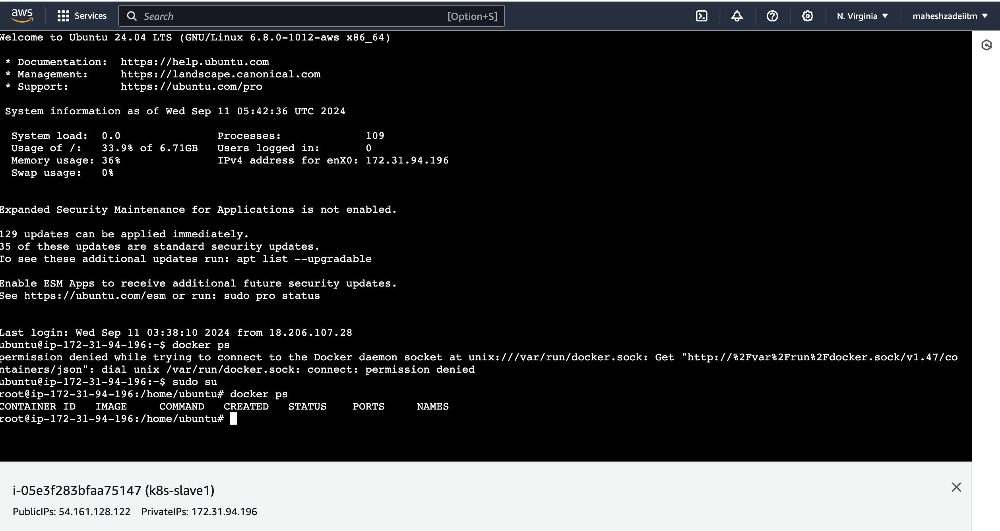 aws Services Search [Option+S] N. Virginia maheshzadeiitm
Welcome to Ubuntu 24.04 LTS (GNU/Linux 6.8.0-1012-aws x86_64)
* Documentation: https://help.ubuntu.com
* Management: https://landscape.canonical.com
* Support: https://ubuntu.com/pro
System information as of Wed Sep 11 05:42:36 UTC 2024
System load: 0.0 Processes: 109
Usage of /: 33.9% of 6.71GB Users logged in: 0
Memory usage: 36% IPv4 address for enX0: 172.31.94.196
Swap usage: 0%
Expanded Security Maintenance for Applications is not enabled.
129 updates can be applied immediately.
35 of these updates are standard security updates.
To see these additional updates run: apt list --upgradable
Enable ESM Apps to receive additional future security updates.
See https://ubuntu.com/esm or run: sudo pro status
Last login: Wed Sep 11 03:38:10 2024 from 18.206.107.28
ubuntu@ip-172-31-94-196:~$ docker ps
permission denied while trying to connect to the Docker daemon socket at unix:///var/run/docker.sock: Get "http://%2Fvar%2Frun%2Fdocker.sock/v1.47/co
ntainers/json": dial unix /var/run/docker.sock: connect: permission denied
ubuntu@ip-172-31-94-196:~$ sudo su
root@ip-172-31-94-196:/home/ubuntu# docker ps
CONTAINER ID IMAGE COMMAND CREATED STATUS PORTS NAMES
root@ip-172-31-94-196:/home/ubuntu#
i-05e3f283bfaa75147 (k8s-slave1)
PublicIPs: 54.161.128.122 PrivateIPs: 172.31.94.196